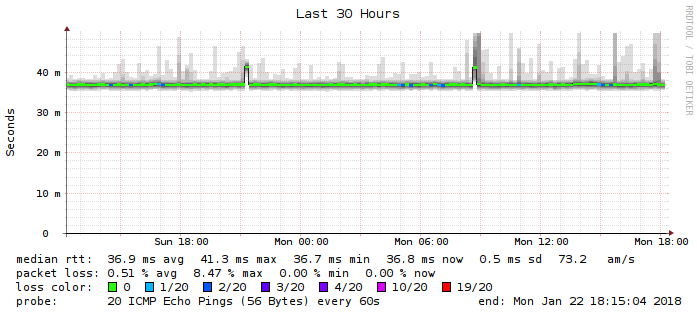 Last 30 Hours
RRDTOOL / TOBI OETIKER
Seconds
40 m
30 m
20 m
10 m
0
Sun 18:00 Mon 00:00 Mon 06:00 Mon 12:00 Mon 18:00
median rtt: 36.9 ms avg 41.3 ms max 36.7 ms min 36.8 ms now 0.5 ms sd 73.2 am/s
packet loss: 0.51 % avg 8.47 % max 0.00 % min 0.00 % now
loss color: 0 1/20 2/20 3/20 4/20 10/20 19/20
probe: 20 ICMP Echo Pings (56 Bytes) every 60s end: Mon Jan 22 18:15:04 2018